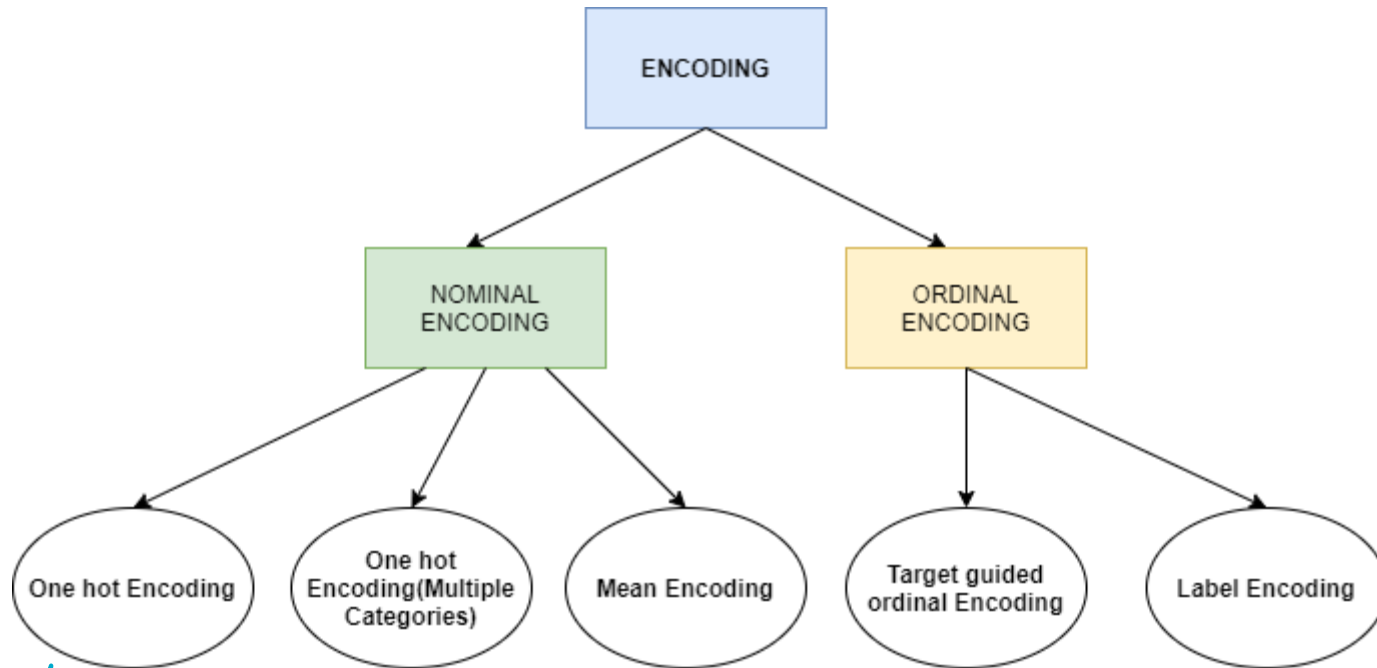 ENCODING
NOMINAL
ENCODING
ORDINAL
ENCODING
One hot Encoding
One hot
Encoding(Multiple
Categories)
Mean Encoding
Target guided
ordinal Encoding
Label Encoding